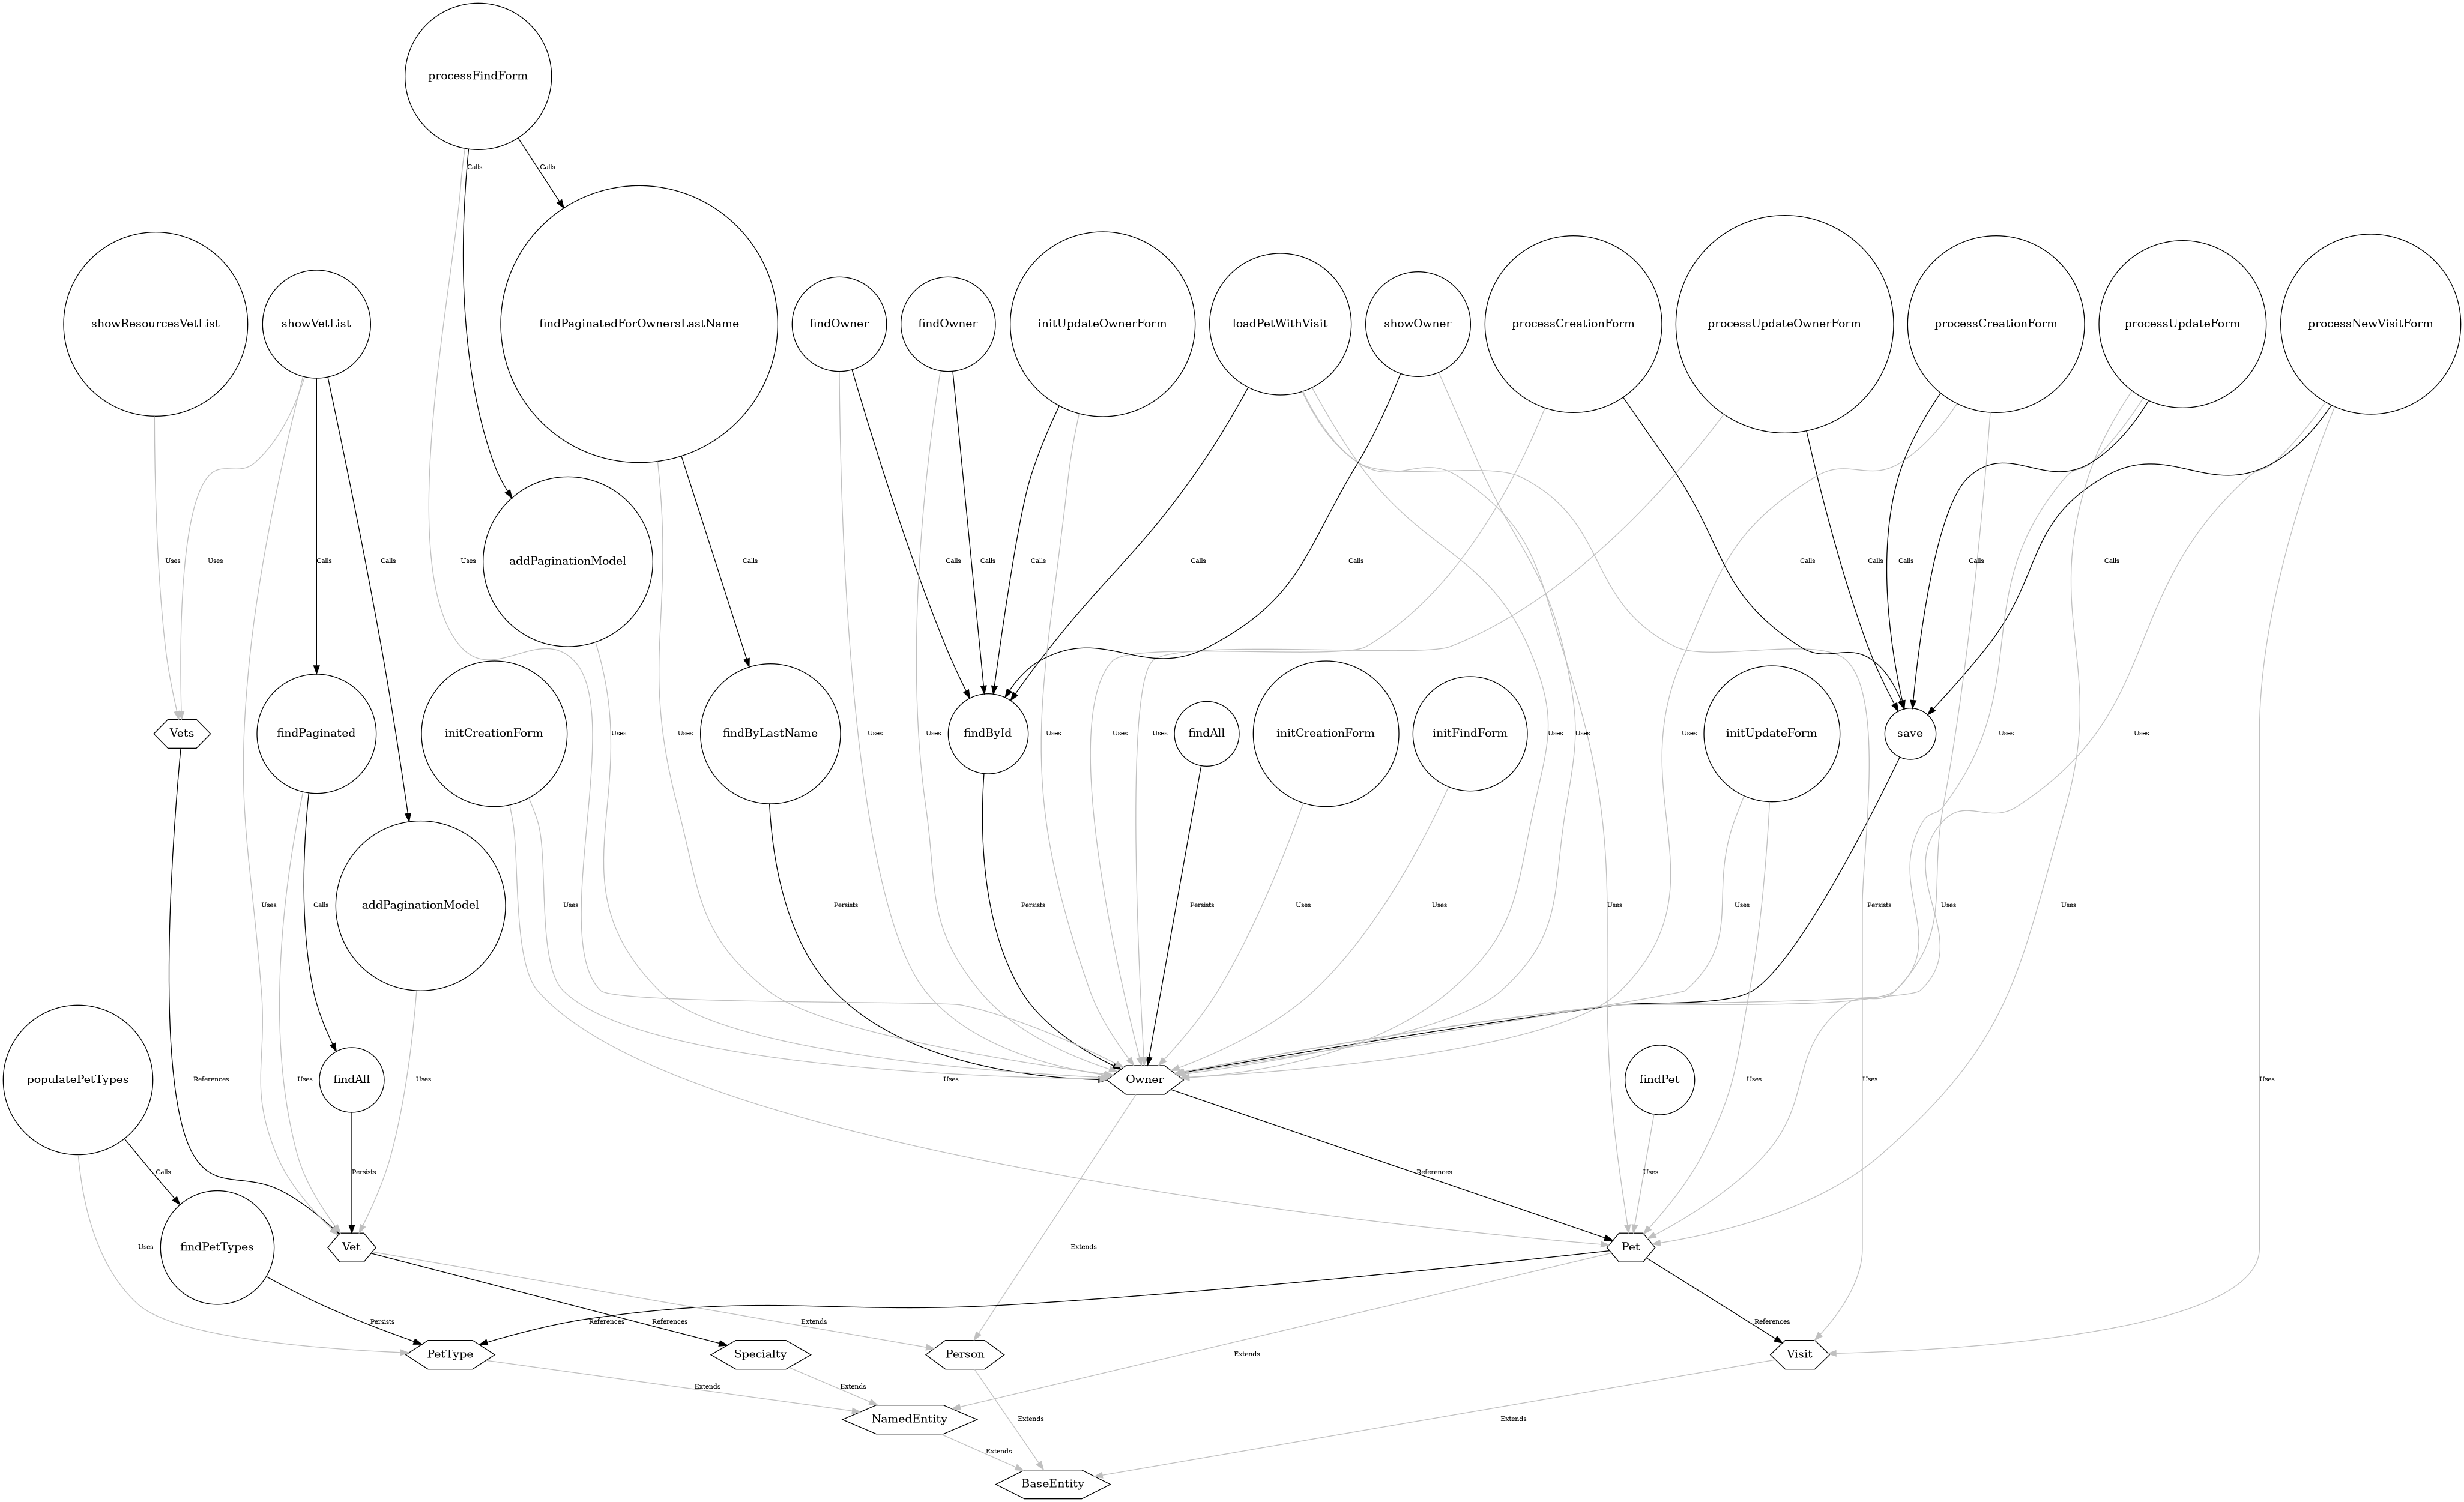 processFindForm
Calls
Calls
showResourcesVetList
showVetList
findPaginatedForOwnersLastName
findOwner
findOwner
initUpdateOwnerForm
loadPetWithVisit
showOwner
processCreationForm
processUpdateOwnerForm
processCreationForm
processUpdateForm
processNewVisitForm
Uses
Uses
Calls
Calls
Uses
addPaginationModel
Calls
Calls
Calls
Calls
Calls
Calls
Calls
Calls
Calls
Calls
Calls
Vets
findPaginated
initCreationForm
Uses
Uses
findByLastName
Uses
Uses
findById
Uses
Uses
Uses
findAll
initCreationForm
initFindForm
Uses
Uses
Uses
initUpdateForm
save
Uses
Uses
Uses
Calls
addPaginationModel
Uses
Persists
Persists
Persists
Uses
Uses
Uses
Uses
Persists
Uses
Uses
populatePetTypes
References
Uses
findAll
Uses
Uses
Owner
findPet
Uses
Uses
Uses
Calls
Persists
References
Uses
Uses
findPetTypes
Vet
Extends
Pet
Persists
References
References
Extends
References
PetType
Specialty
Person
Extends
Visit
Extends
Extends
NamedEntity
Extends
Extends
Extends
BaseEntity